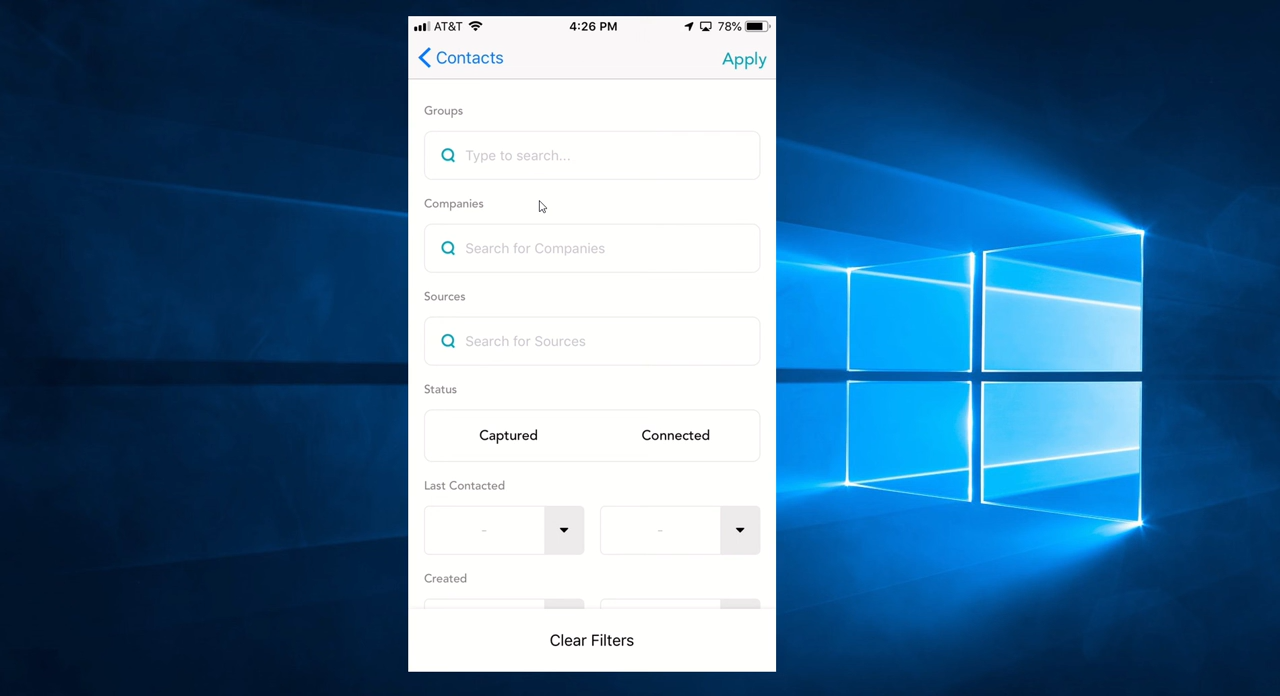 AT&T 4:26 PM 78%
Contacts Apply
Groups
Type to search...
Companies
Search for Companies
Sources
Search for Sources
Status
Captured Connected
Last Contacted
- -
Created
Clear Filters